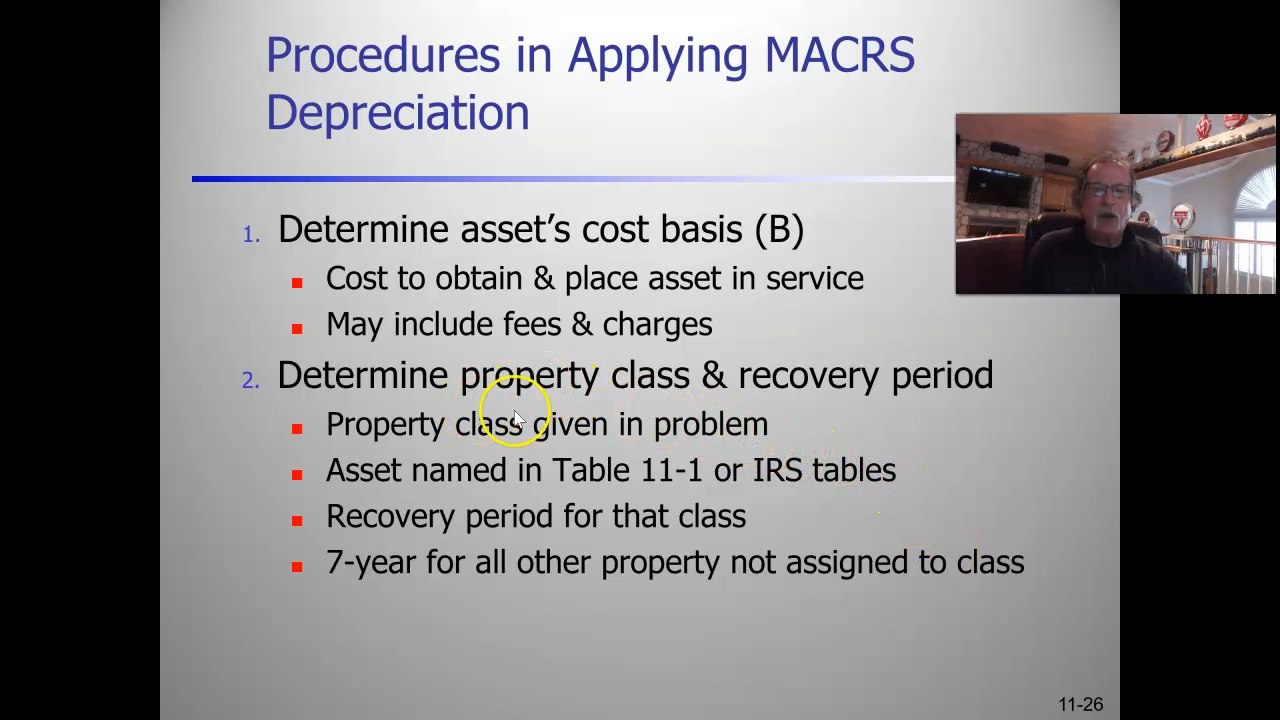 Procedures in Applying MACRS
Depreciation
1. Determine asset’s cost basis (B)
Cost to obtain & place asset in service
May include fees & charges
2. Determine property class & recovery period
Property class given in problem
Asset named in Table 11-1 or IRS tables
Recovery period for that class
7-year for all other property not assigned to class
11-26